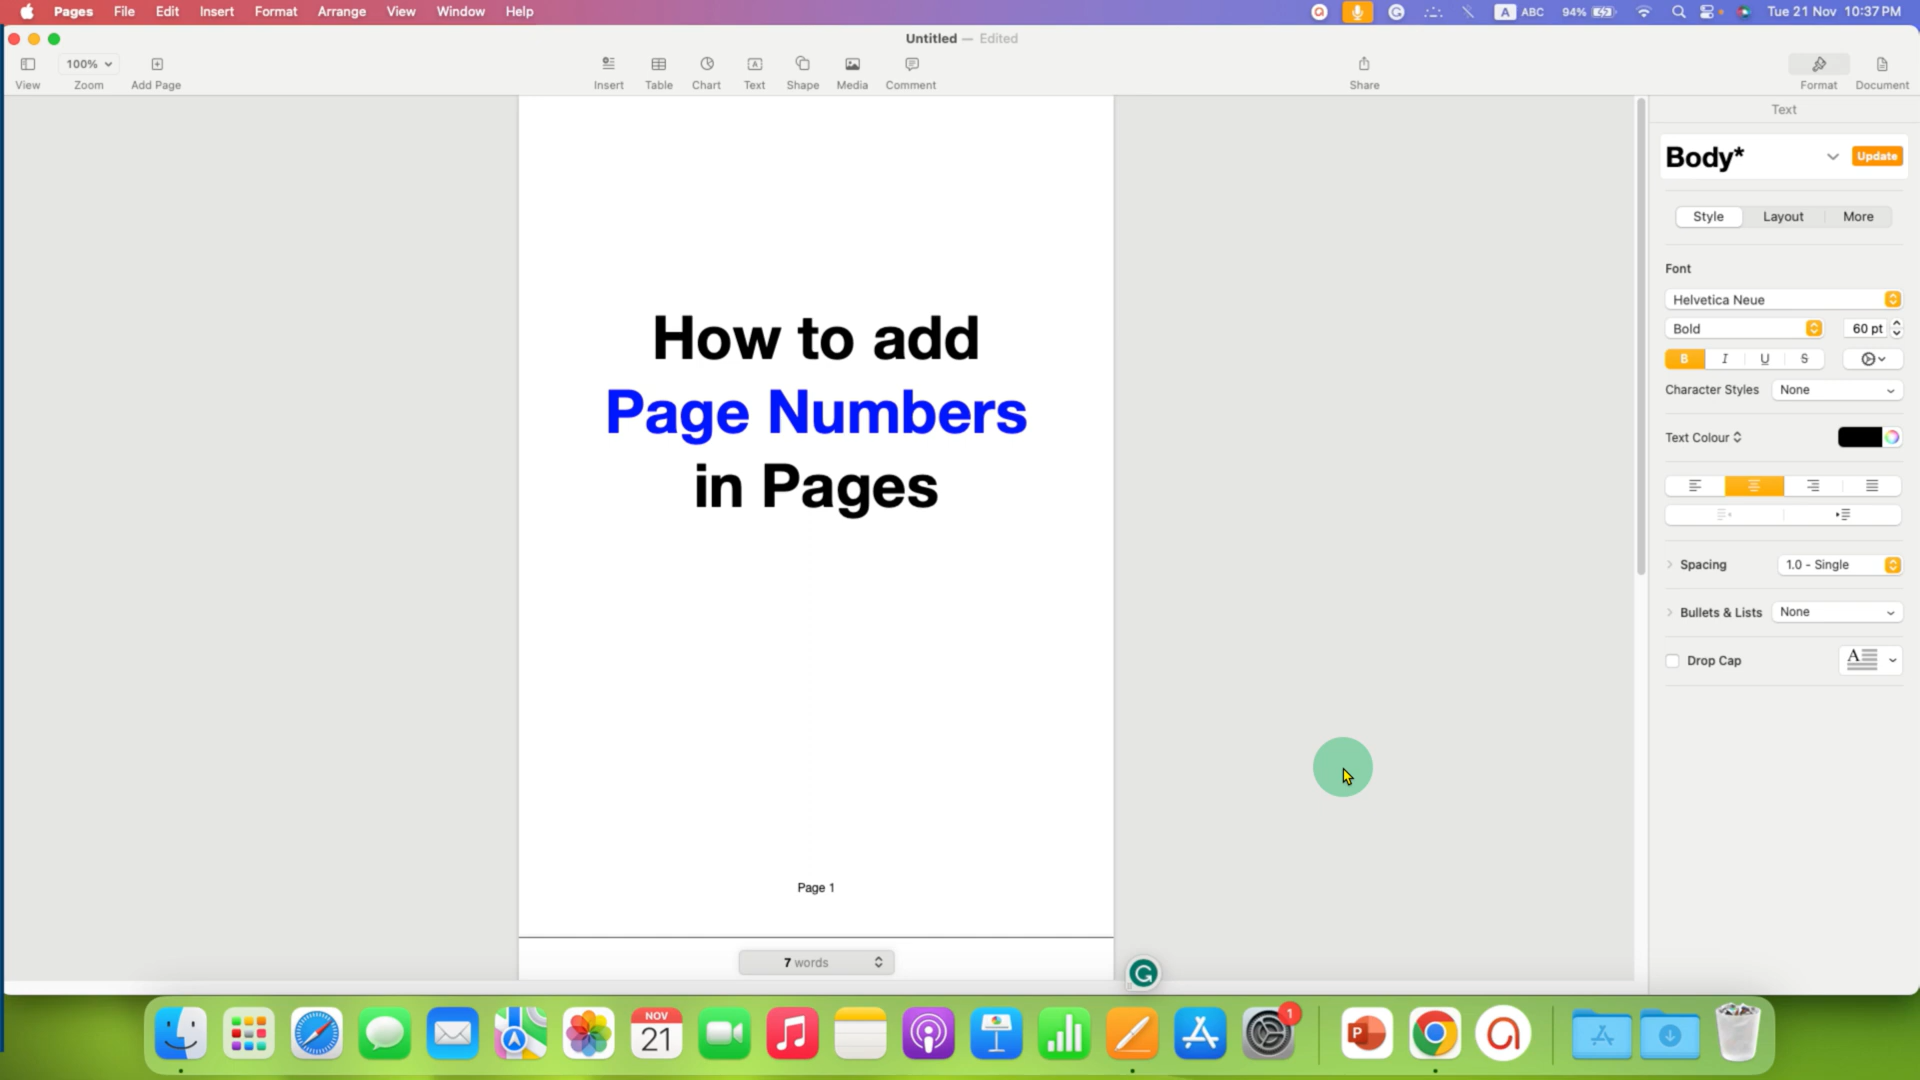 Pages File Edit Insert Format Arrange View Window Help A ABC 94% Tue 21 Nov 10:37 PM
Untitled — Edited
100%
View Zoom Add Page Insert Table Chart Text Shape Media Comment Share Format Document
Text
Body* Update
Style Layout More
Font
Helvetica Neue
Bold 60 pt
B I U S
Character Styles None
Text Colour
Spacing 1.0 - Single
Bullets & Lists None
Drop Cap A
How to add
Page Numbers
in Pages
Page 1
7 words
NOV
21
1
P